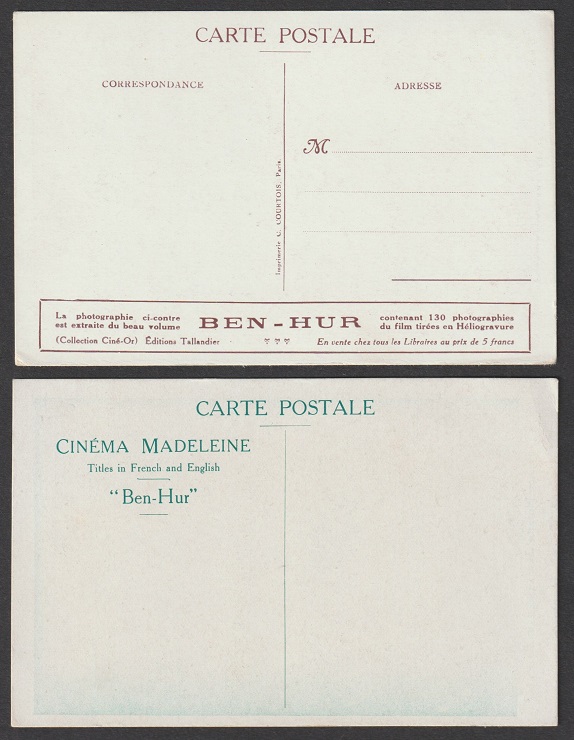 CARTE POSTALE
CORRESPONDANCE
ADRESSE
M
Imprimerie C. COURTOIS, Paris.
La photographie ci-contre
est extraite du beau volume
BEN-HUR
contenant 130 photographies
du film tirées en Héliogravure
(Collection Ciné-Or) Éditions Tallandier
En vente chez tous les Libraires au prix de 5 francs
CARTE POSTALE
CINÉMA MADELEINE
Titles in French and English
“Ben-Hur”